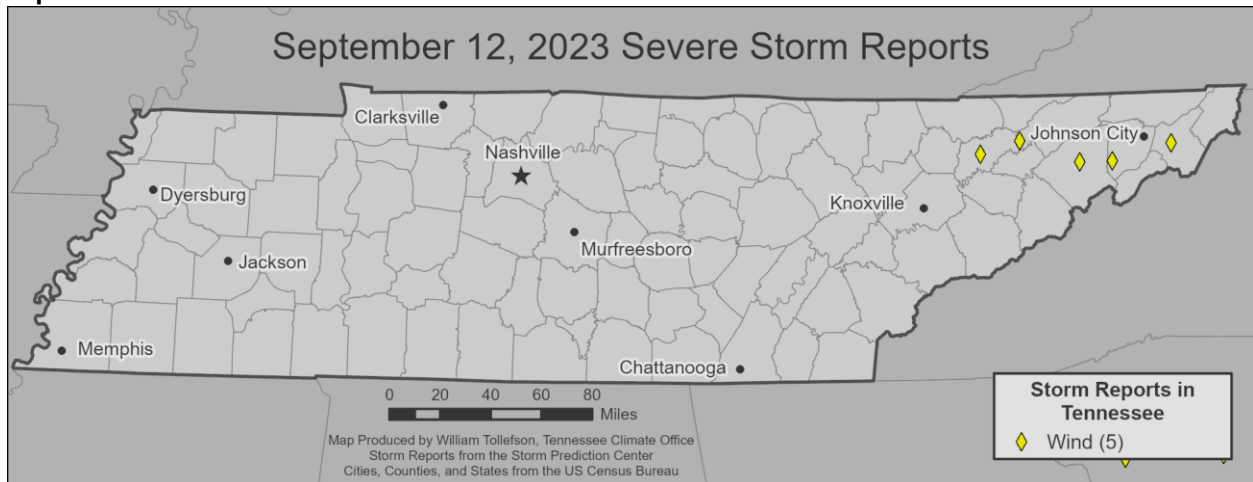 September 12, 2023 Severe Storm Reports
Clarksville
Nashville
Johnson City
Dyersburg
Knoxville
Murfreesboro
Jackson
Memphis
Chattanooga
0 20 40 60 80
Miles
Map Produced by William Tollefson, Tennessee Climate Office
Storm Reports from the Storm Prediction Center
Cities, Counties, and States from the US Census Bureau
Storm Reports in
Tennessee
Wind (5)